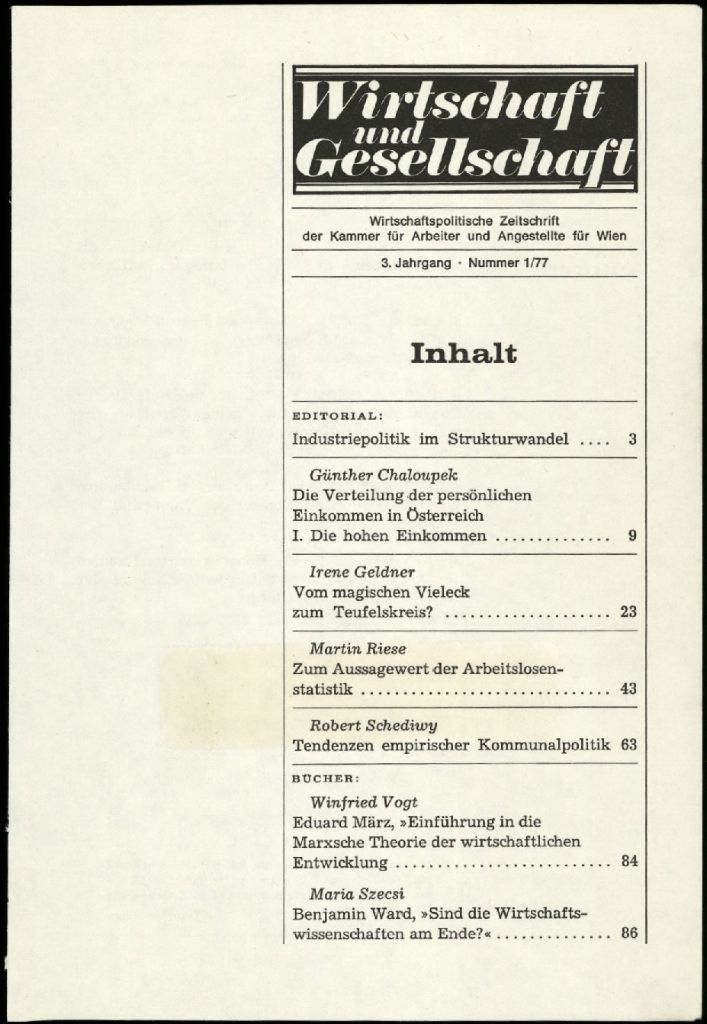 Wirtschaft
und
Gesellschaft
Wirtschaftspolitische Zeitschrift
der Kammer für Arbeiter und Angestellte für Wien
3. Jahrgang · Nummer 1/77
Inhalt
EDITORIAL:
Industriepolitik im Strukturwandel .... 3
Günther Chaloupek
Die Verteilung der persönlichen
Einkommen in Österreich
I. Die hohen Einkommen .............. 9
Irene Geldner
Vom magischen Vieleck
zum Teufelskreis? .................... 23
Martin Riese
Zum Aussagewert der Arbeitslosen-
statistik .............................. 43
Robert Schediwy
Tendenzen empirischer Kommunalpolitik 63
BÜCHER:
Winfried Vogt
Eduard März, »Einführung in die
Marxsche Theorie der wirtschaftlichen
Entwicklung .......................... 84
Maria Szecsi
Benjamin Ward, »Sind die Wirtschafts-
wissenschaften am Ende?« .............. 86